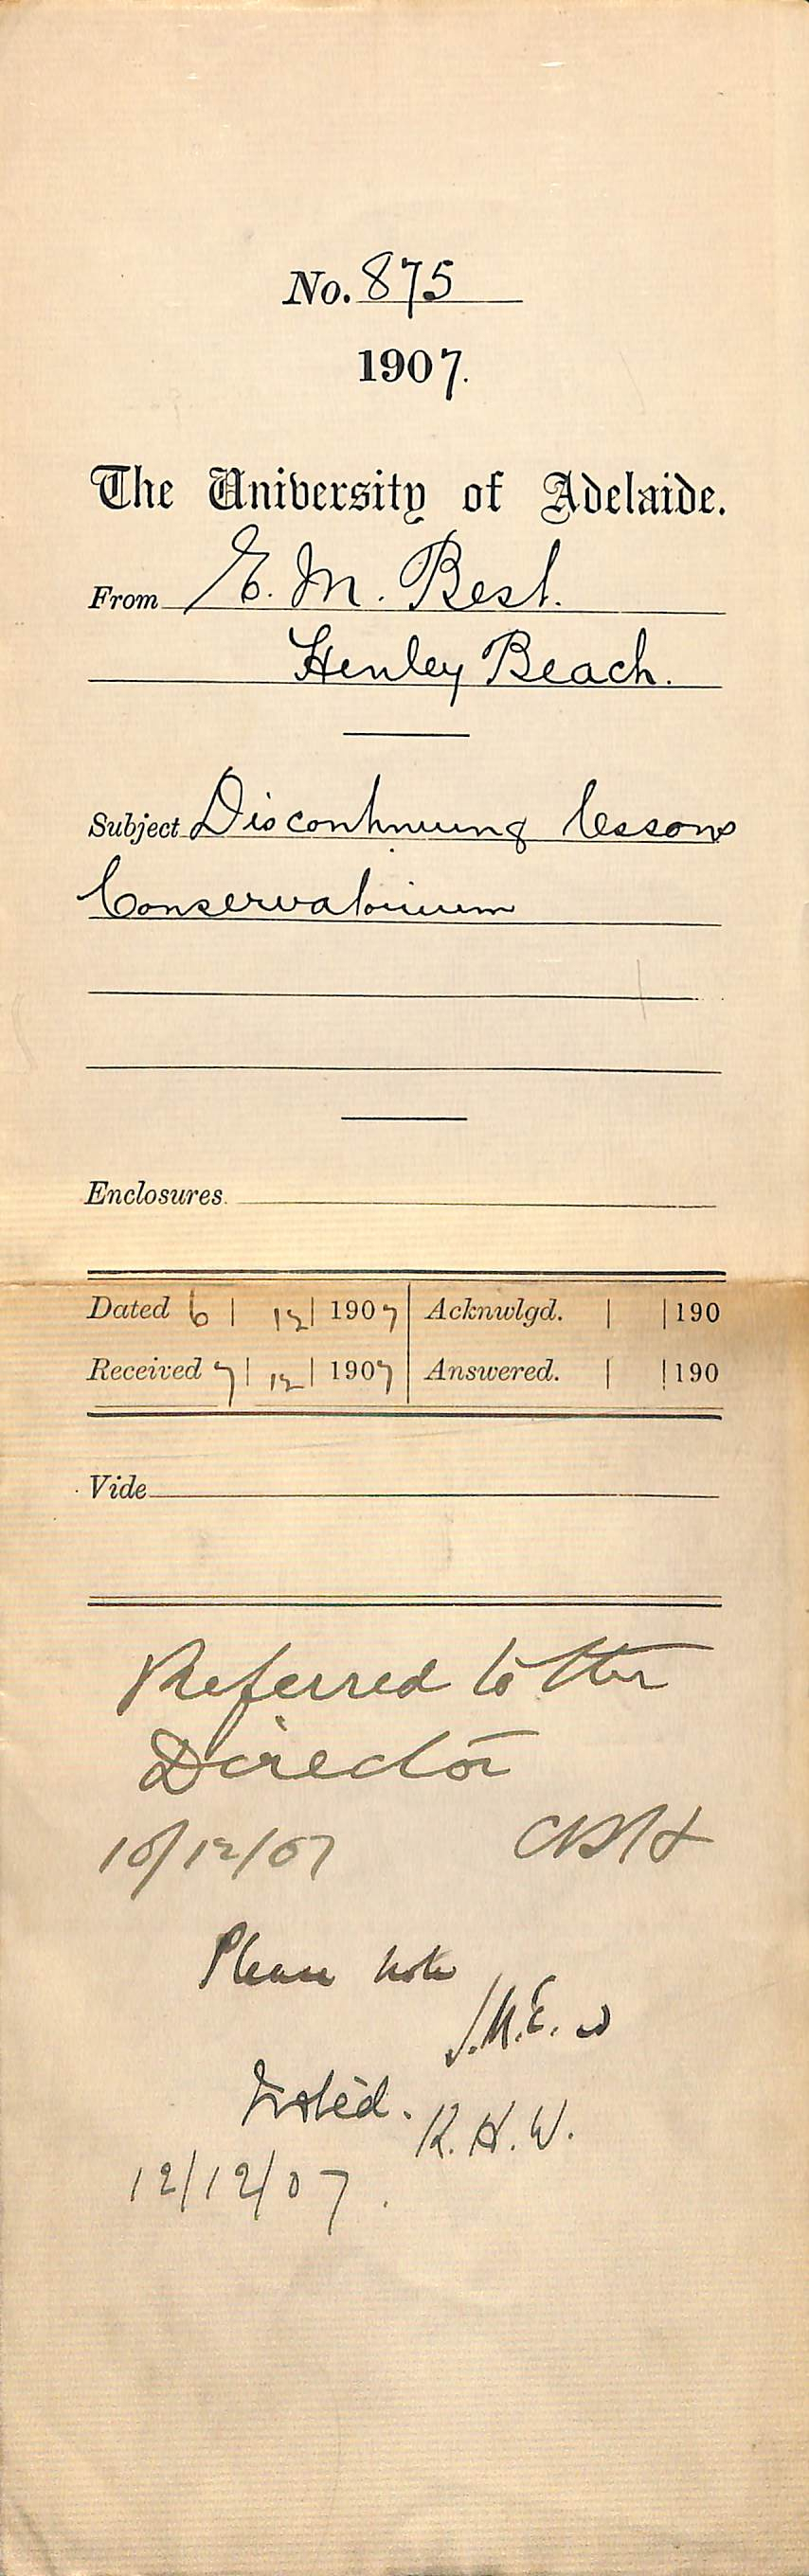 No. 875
1907.
The University of Adelaide.
From E. M. Best.
Henley Beach.
Subject Discontinuing lessons
Conservatorium
Enclosures
Dated 6 | 12 | 1907 Acknwlgd. | | 190
Received 7 | 12 | 1907 Answered. | | 190
Vide
Referred to the
Director
10/12/07
Please note
Noted. R. H. W.
12/12/07.